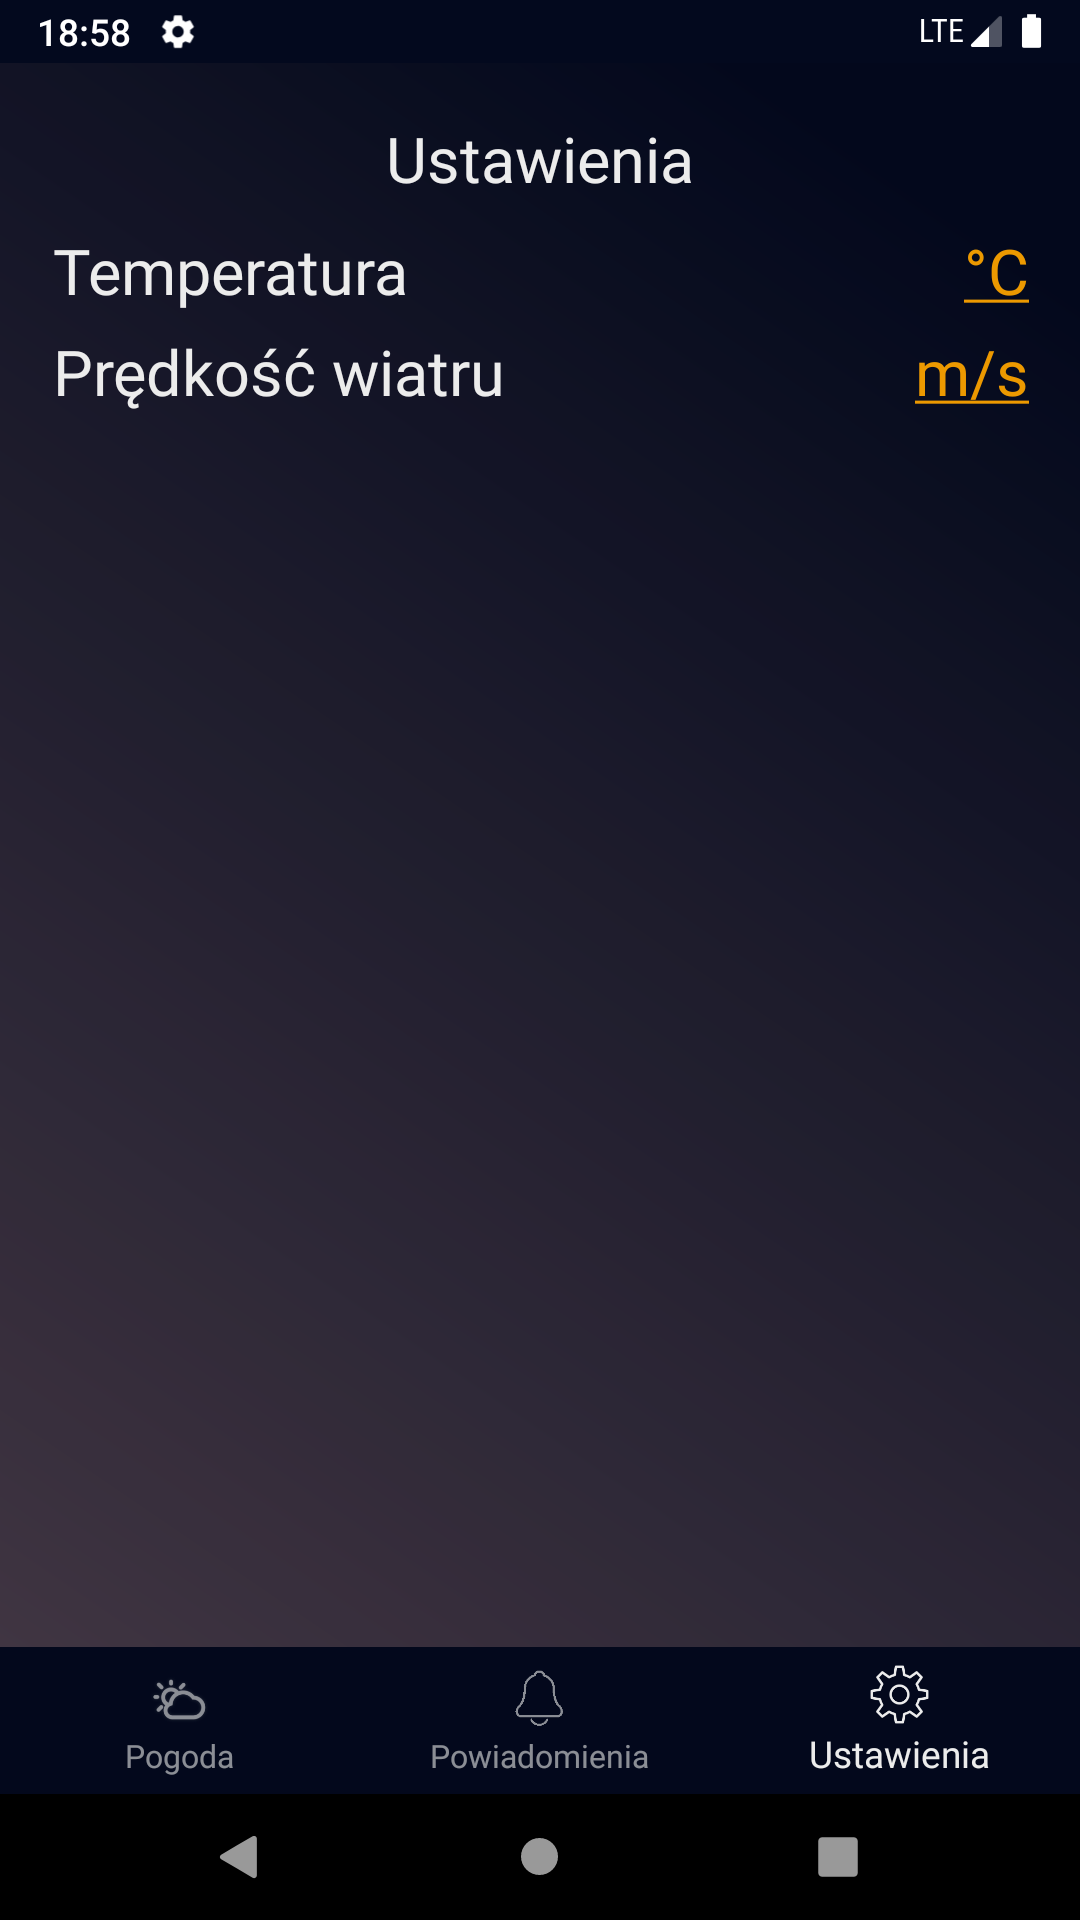 18:58 LTE
Ustawienia
Temperatura °C
Prędkość wiatru m/s
Pogoda Powiadomienia Ustawienia